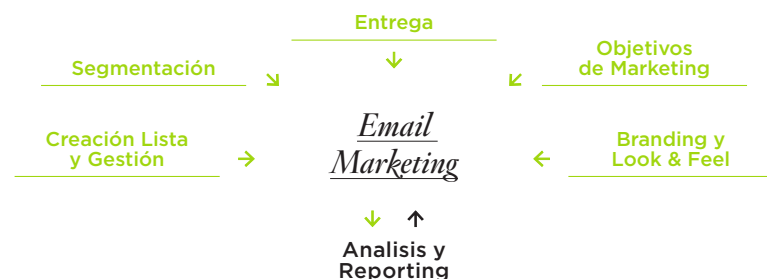 Entrega
Segmentación
Objetivos
de Marketing
Creación Lista
y Gestión
Email
Marketing
Branding y
Look & Feel
Analisis y
Reporting